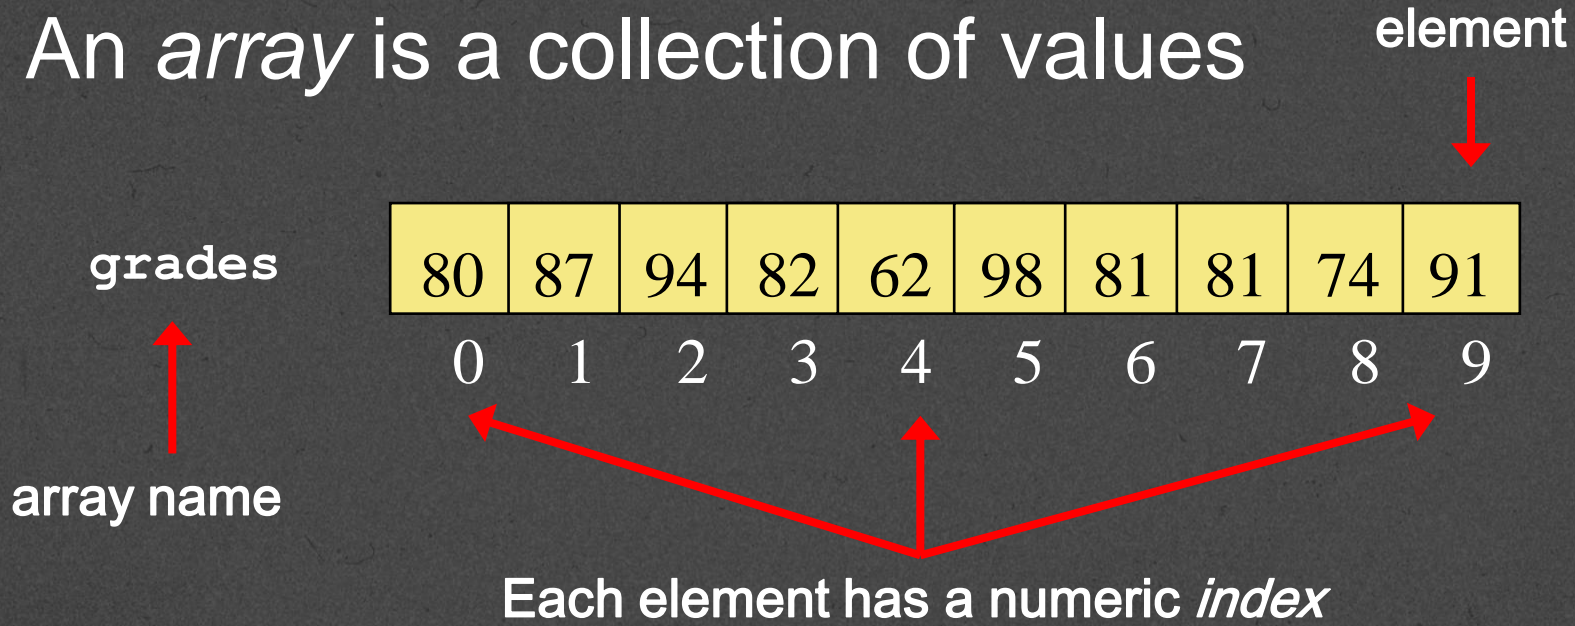 An array is a collection of values
element
grades
80 87 94 82 62 98 81 81 74 91
0 1 2 3 4 5 6 7 8 9
array name
Each element has a numeric index